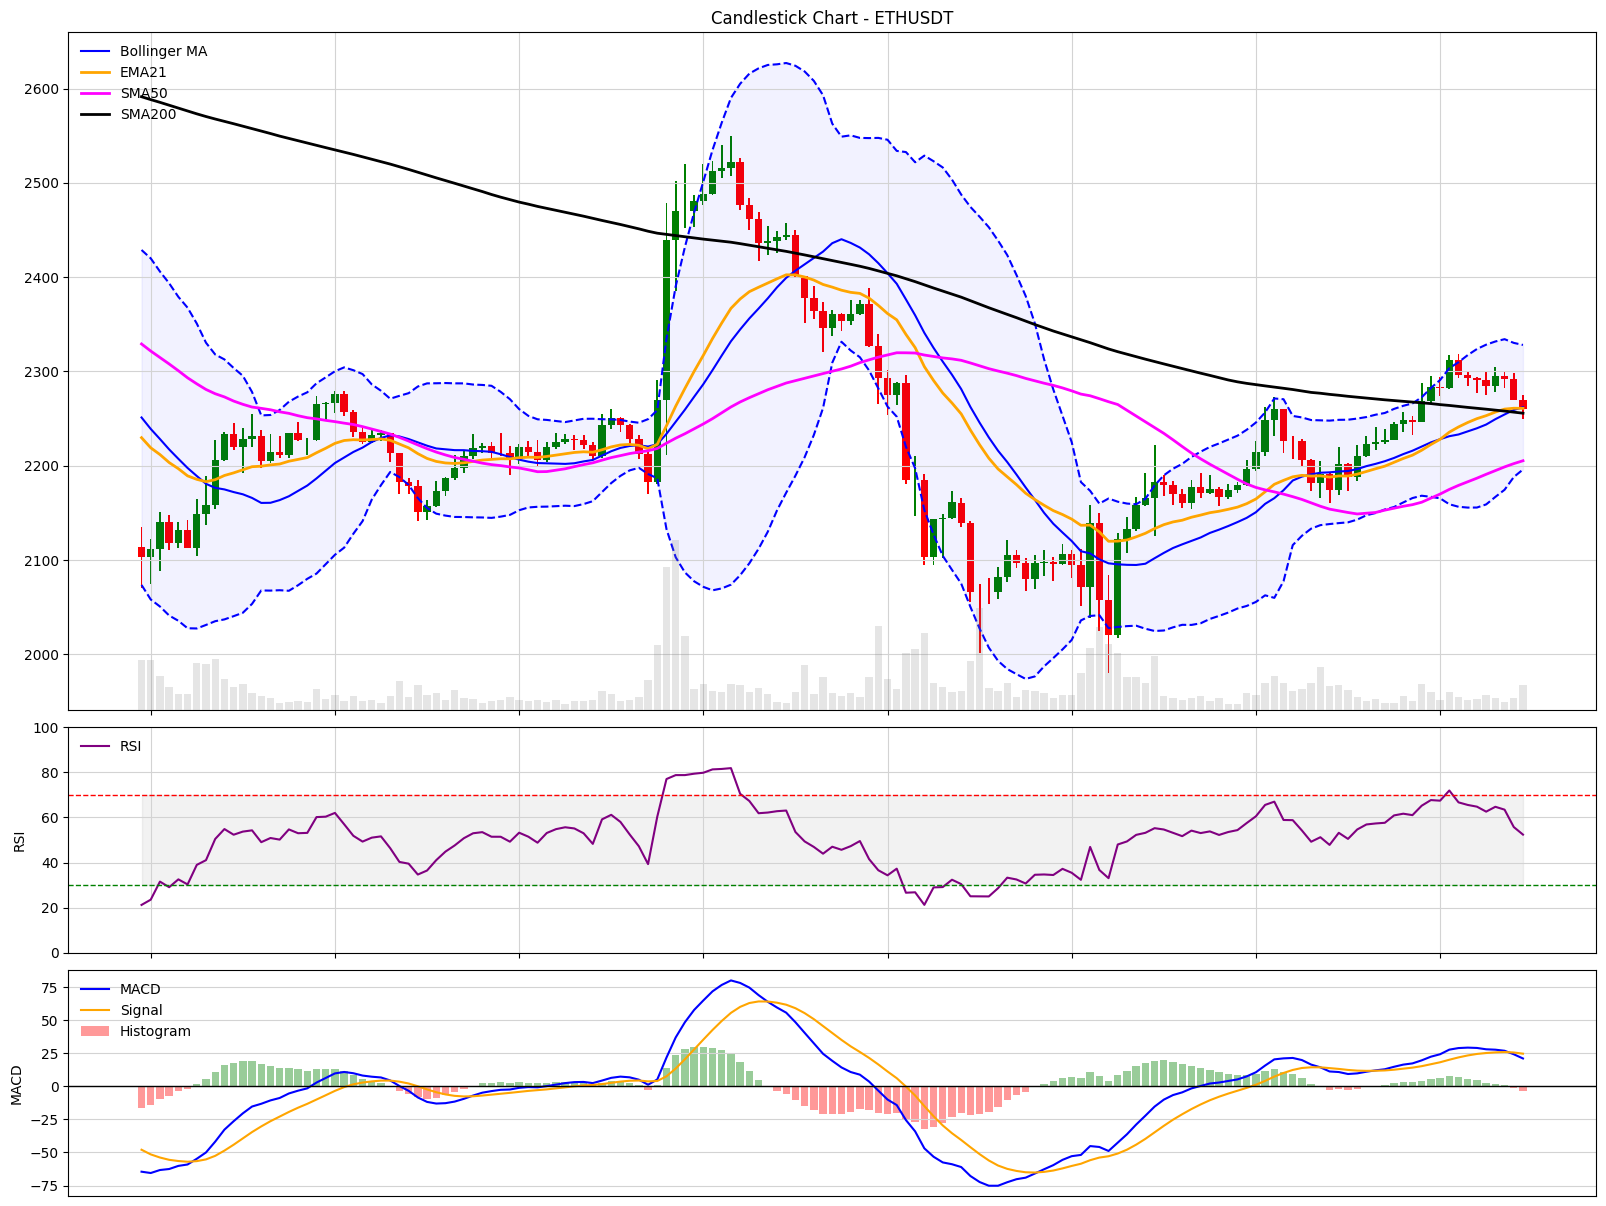 Candlestick Chart - ETHUSDT
Bollinger MA
EMA21
SMA50
SMA200
2600
2500
2400
2300
2200
2100
2000
RSI
100
80
60
40
20
0
RSI
MACD
Signal
Histogram
75
50
25
0
−25
−50
−75
MACD